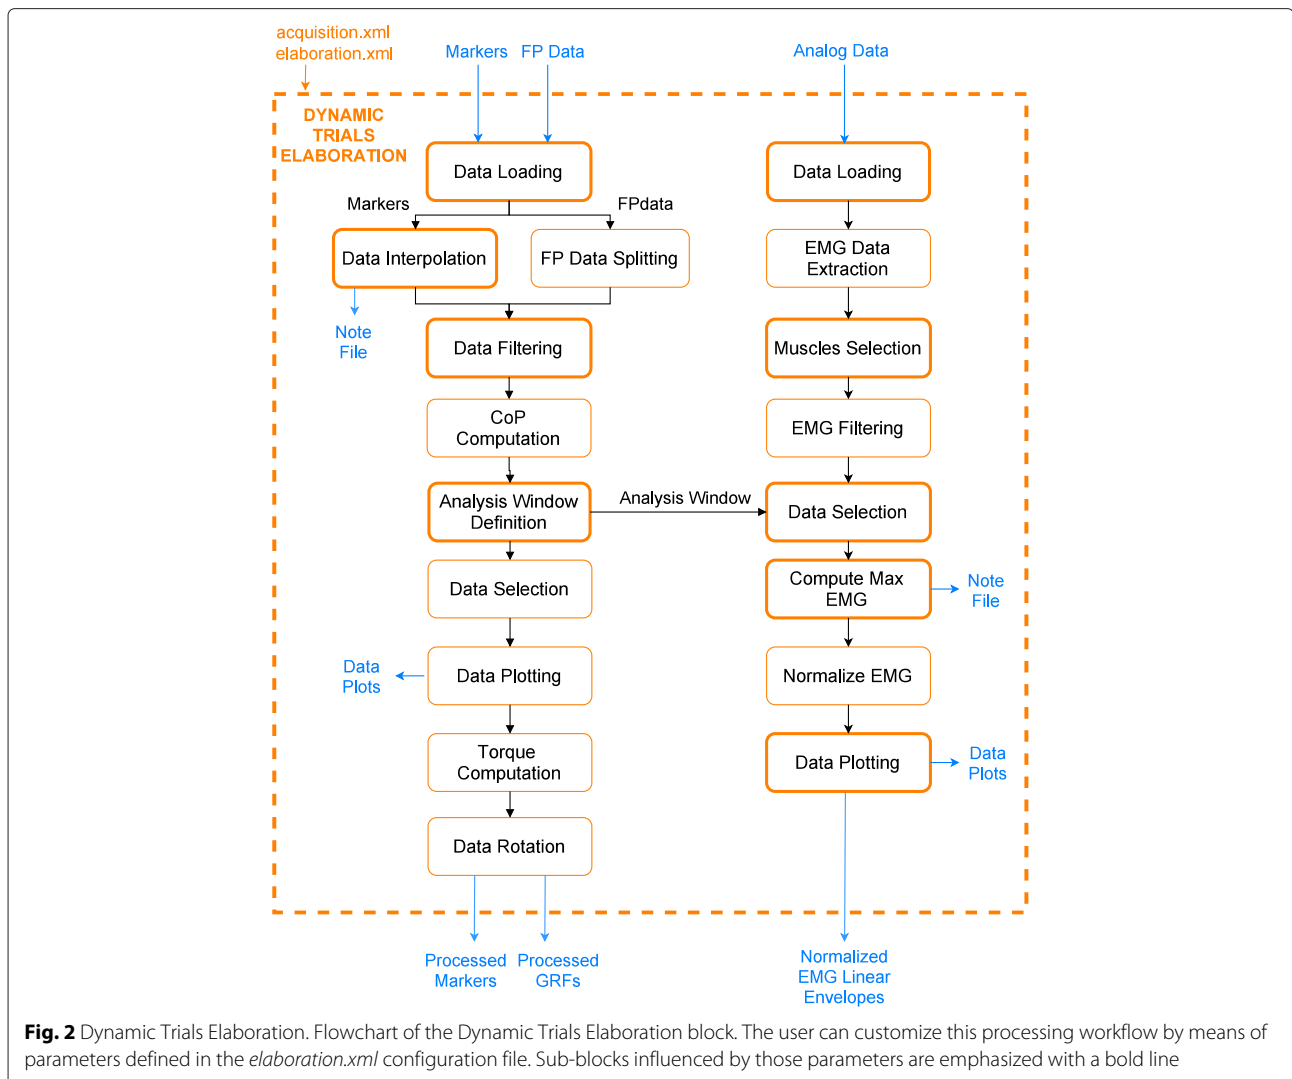 acquisition.xml
elaboration.xml
Markers
FP Data
Analog Data
DYNAMIC
TRIALS
ELABORATION
Data Loading
Markers
FPdata
Data Interpolation
FP Data Splitting
Note
File
Data Filtering
CoP
Computation
Analysis Window
Definition
Analysis Window
Data Selection
Data Plotting
Data
Plots
Torque
Computation
Data Rotation
Processed
Markers
Processed
GRFs
Data Loading
EMG Data
Extraction
Muscles Selection
EMG Filtering
Data Selection
Compute Max
EMG
Note
File
Normalize EMG
Data Plotting
Data
Plots
Normalized
EMG Linear
Envelopes
Fig. 2 Dynamic Trials Elaboration. Flowchart of the Dynamic Trials Elaboration block. The user can customize this processing workflow by means of
parameters defined in the elaboration.xml configuration file. Sub-blocks influenced by those parameters are emphasized with a bold line